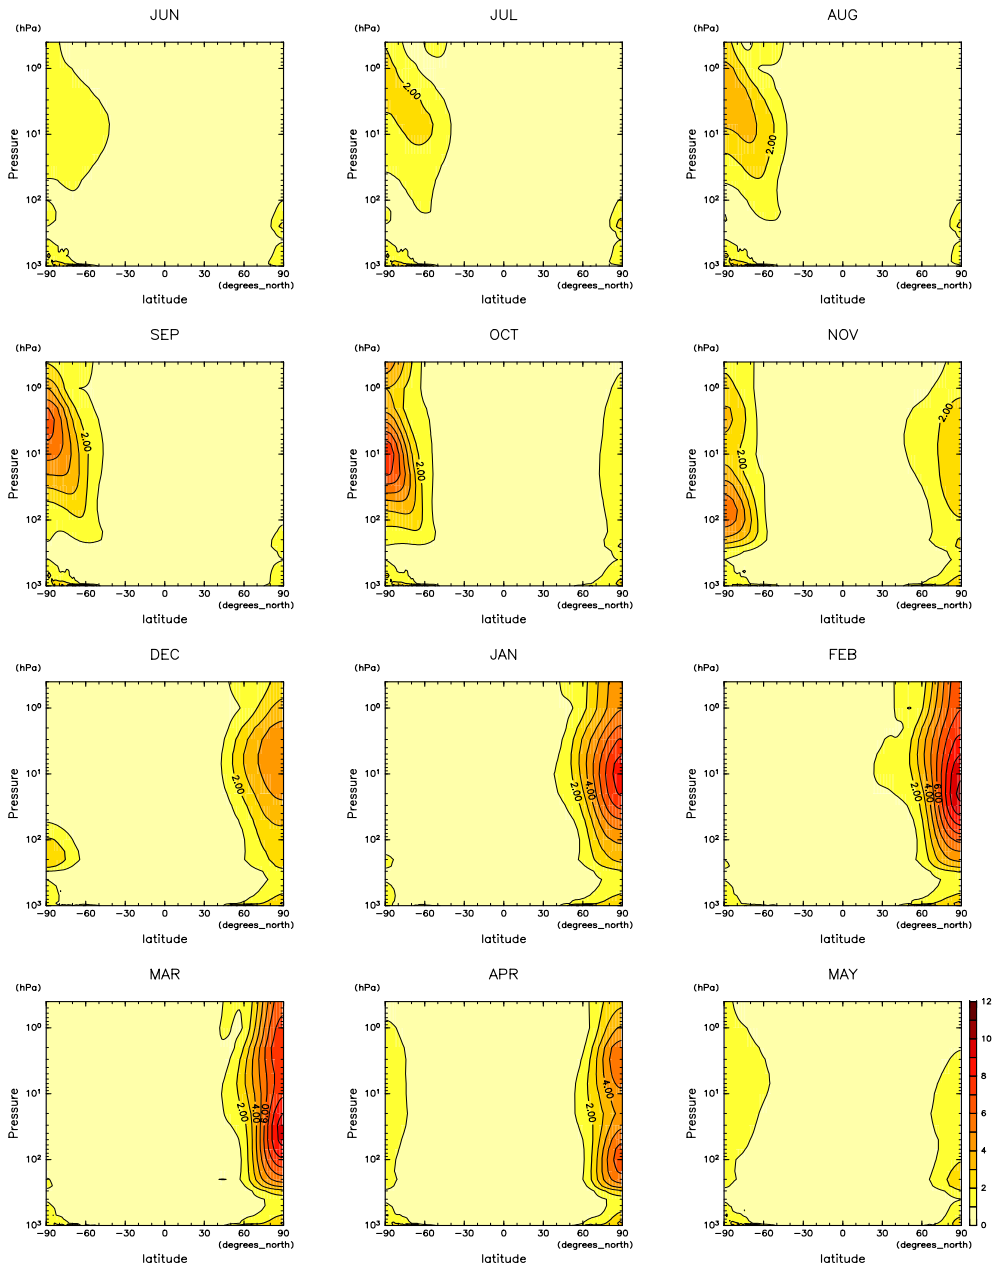 JUN JUL AUG
(hPa) (hPa) (hPa)
Pressure Pressure Pressure
10⁰ 10⁰ 2.00 10⁰
10¹ 10¹ 10¹ 2.00
10² 10² 10²
10³ 10³ 10³
−90 −60 −30 0 30 60 90 −90 −60 −30 0 30 60 90 −90 −60 −30 0 30 60 90
(degrees_north) (degrees_north) (degrees_north)
latitude latitude latitude
SEP OCT NOV
(hPa) (hPa) (hPa)
Pressure Pressure Pressure
10⁰ 10⁰ 10⁰ 2.00
10¹ 2.00 10¹ 2.00 10¹ 2.00
10² 10² 10²
10³ 10³ 10³
−90 −60 −30 0 30 60 90 −90 −60 −30 0 30 60 90 −90 −60 −30 0 30 60 90
(degrees_north) (degrees_north) (degrees_north)
latitude latitude latitude
DEC JAN FEB
(hPa) (hPa) (hPa)
Pressure Pressure Pressure
10⁰ 10⁰ 10⁰
10¹ 2.00 10¹ 2.00 4.00 10¹ 2.00 4.00 6.00
10² 10² 10²
10³ 10³ 10³
−90 −60 −30 0 30 60 90 −90 −60 −30 0 30 60 90 −90 −60 −30 0 30 60 90
(degrees_north) (degrees_north) (degrees_north)
latitude latitude latitude
MAR APR MAY
(hPa) (hPa) (hPa)
Pressure Pressure Pressure
10⁰ 10⁰ 10⁰
10¹ 2.00 4.00 6.00 10¹ 2.00 4.00 10¹
10² 10² 10²
10³ 10³ 10³
−90 −60 −30 0 30 60 90 −90 −60 −30 0 30 60 90 −90 −60 −30 0 30 60 90
(degrees_north) (degrees_north) (degrees_north)
latitude latitude latitude
12
10
8
6
4
2
0